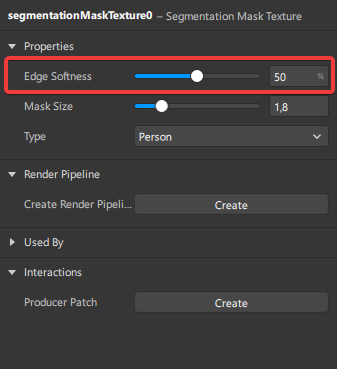 segmentationMaskTexture0 – Segmentation Mask Texture
Properties
Edge Softness 50 %
Mask Size 1,8
Type Person
Render Pipeline
Create Render Pipeli... Create
Used By
Interactions
Producer Patch Create